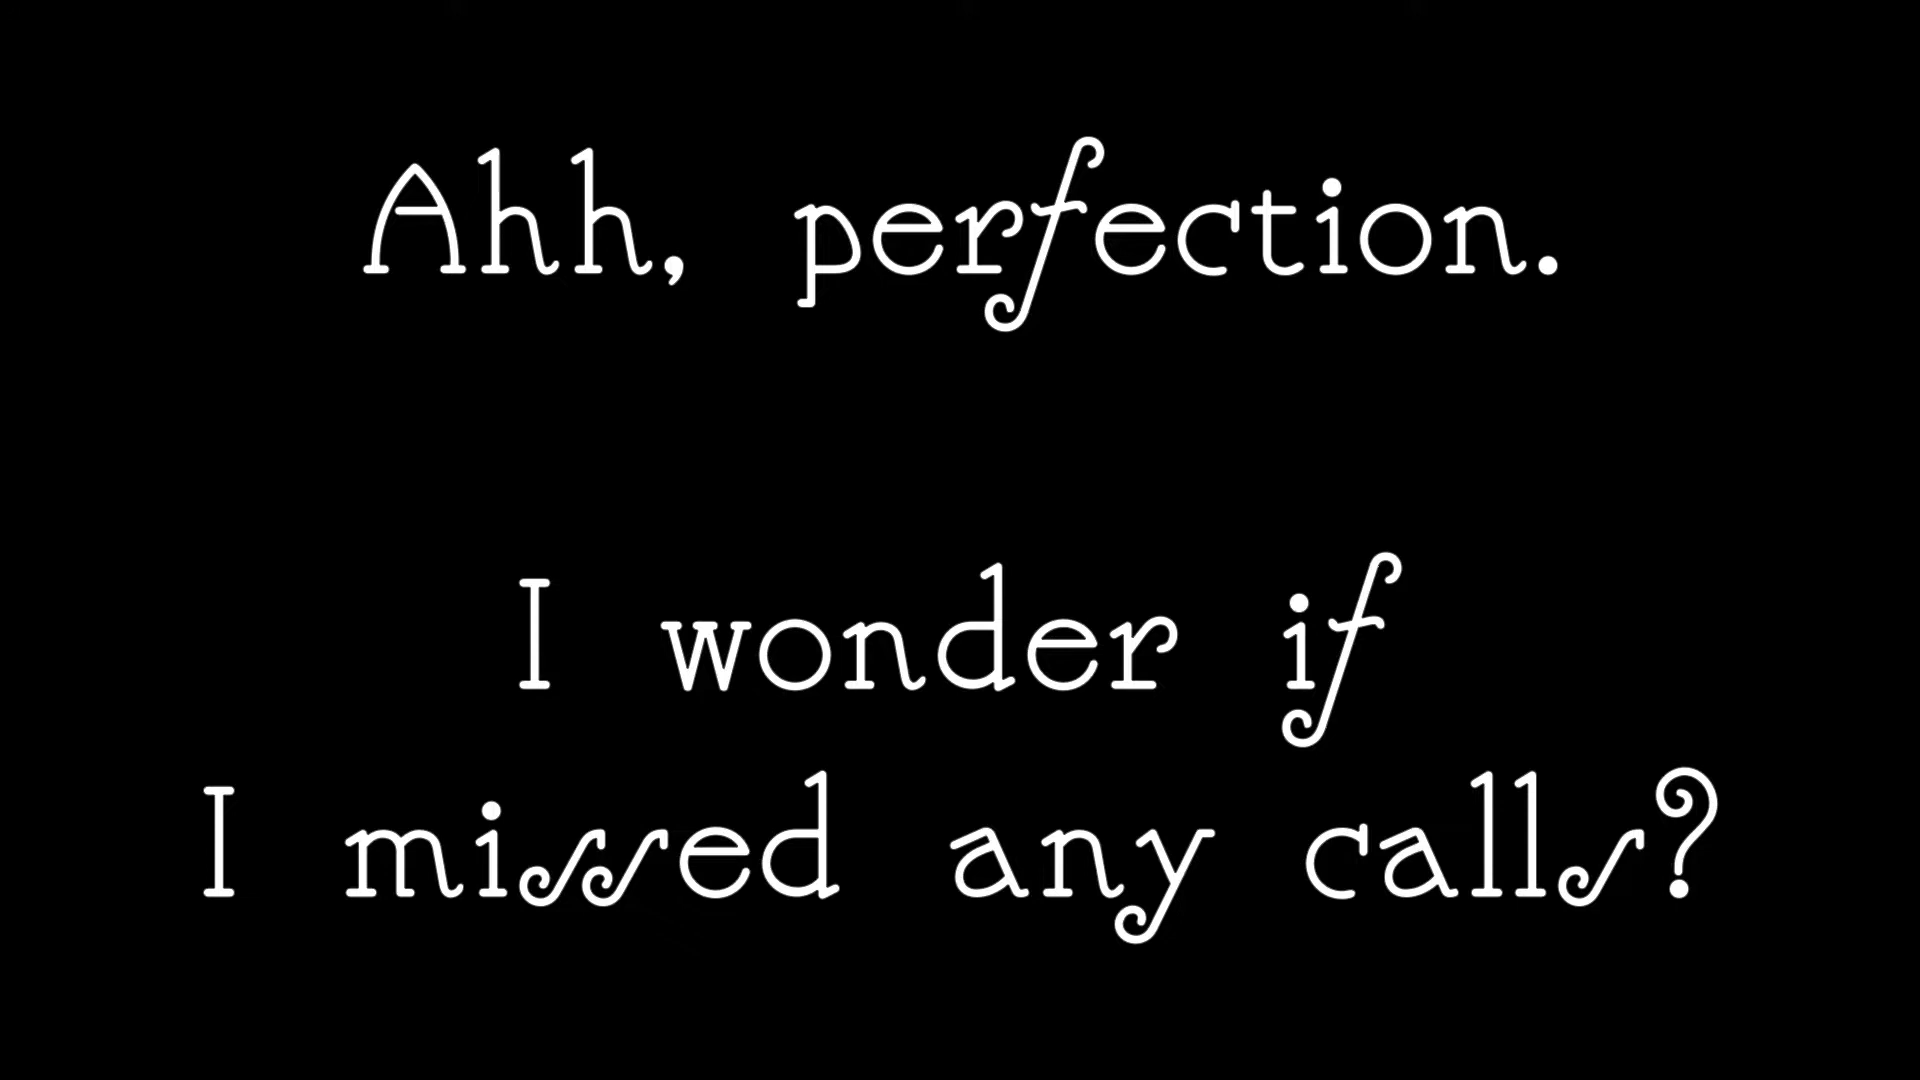 Ahh, perfection.
I wonder if
I missed any calls?